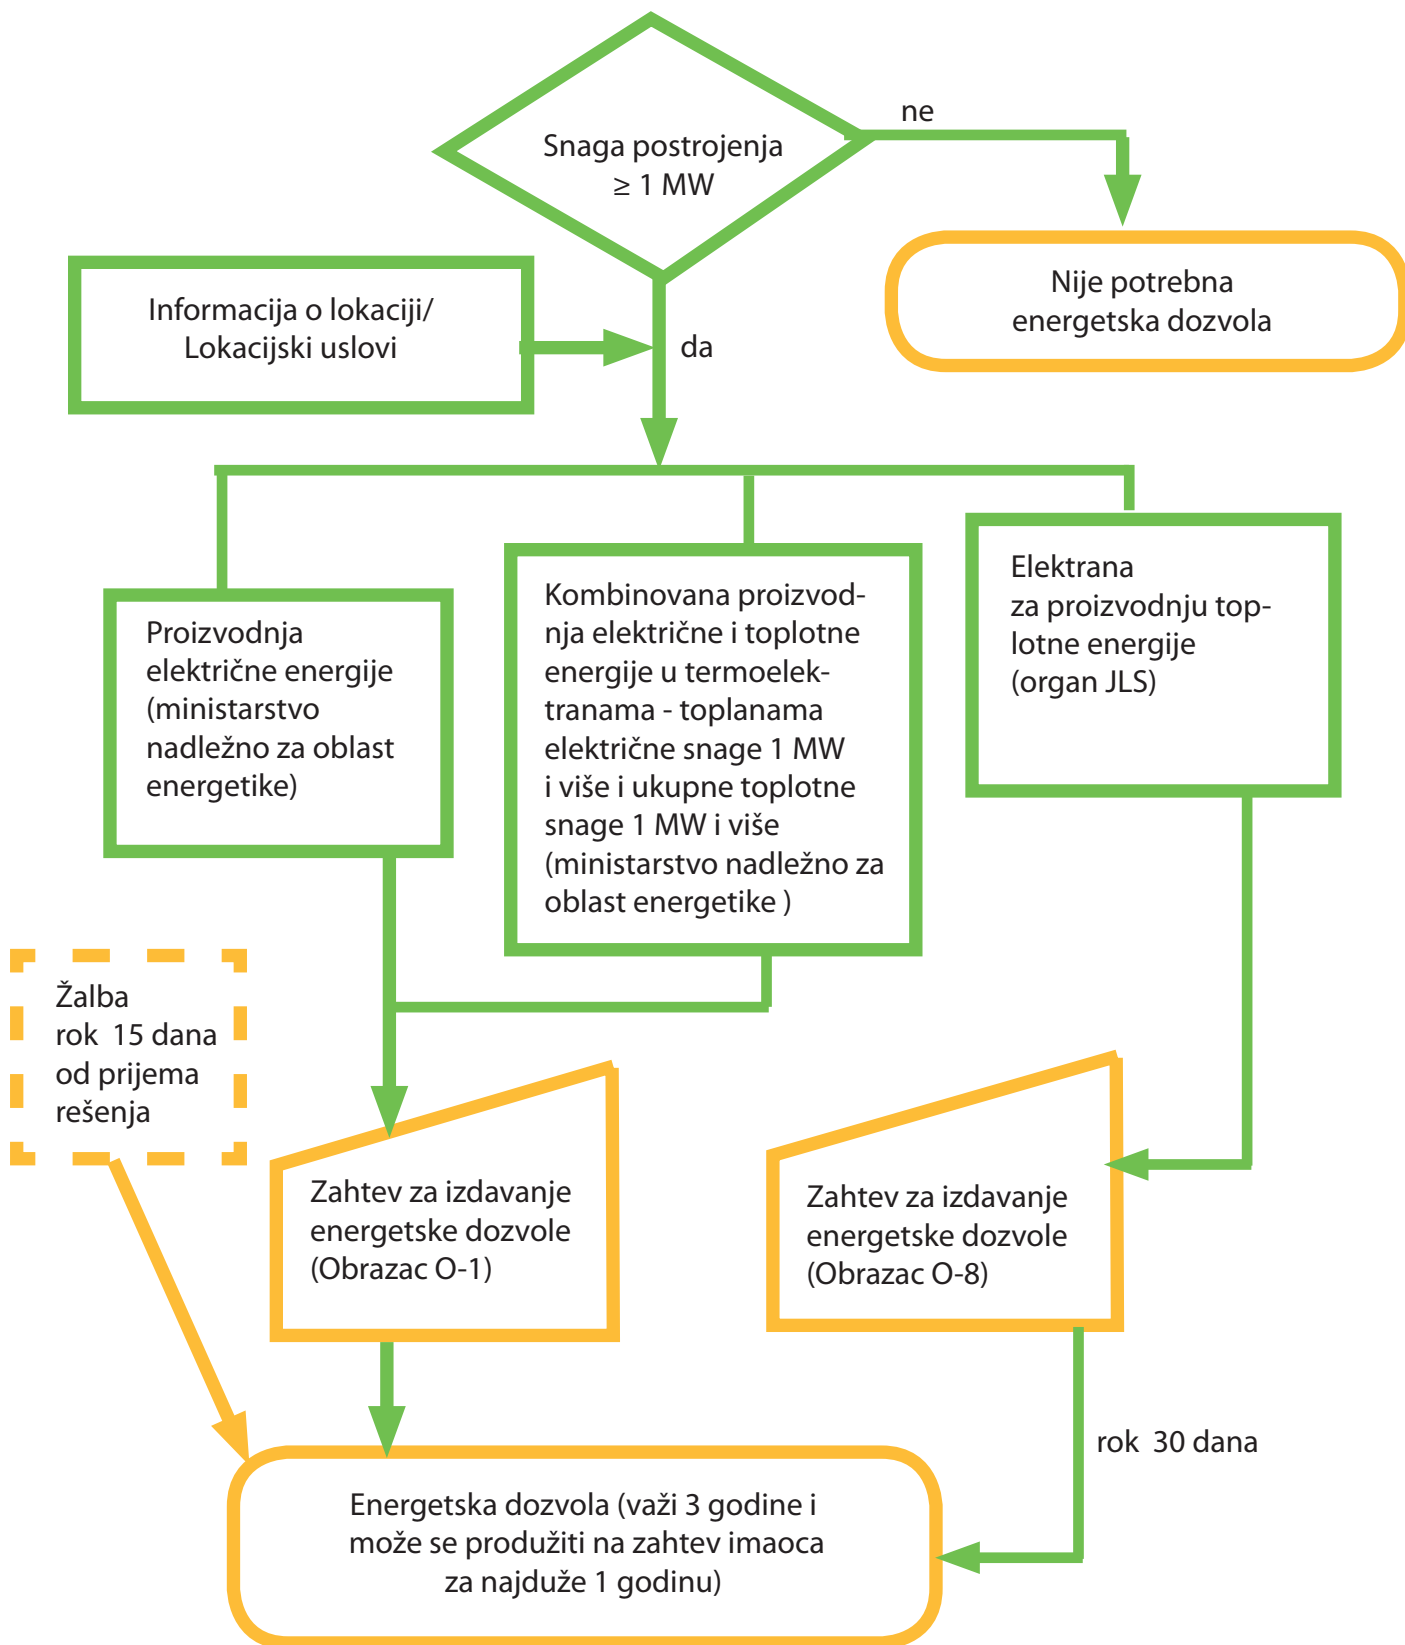 ne
Snaga postrojenja
≥ 1 MW
Nije potrebna
energetska dozvola
Informacija o lokaciji/
Lokacijski uslovi
da
Proizvodnja
električne energije
(ministarstvo
nadležno za oblast
energetike)
Kombinovana proizvod-
nja električne i toplotne
energije u termoelek-
tranama - toplanama
električne snage 1 MW
i više i ukupne toplotne
snage 1 MW i više
(ministarstvo nadležno za
oblast energetike )
Elektrana
za proizvodnju top-
lotne energije
(organ JLS)
Žalba
rok 15 dana
od prijema
rešenja
Zahtev za izdavanje
energetske dozvole
(Obrazac O-1)
Zahtev za izdavanje
energetske dozvole
(Obrazac O-8)
rok 30 dana
Energetska dozvola (važi 3 godine i
može se produžiti na zahtev imaoca
za najduže 1 godinu)